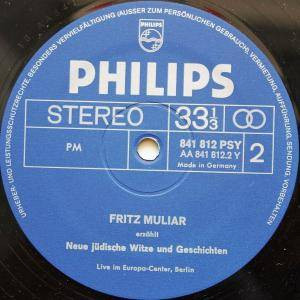 URHEBER- UND LEISTUNGSSCHUTZRECHTE, BESONDERS VERVIELFÄLTIGUNG (AUSSER ZUM PERSÖNLICHEN GEBRAUCH), VERMIETUNG, AUFFÜHRUNG, SENDUNG, VORBEHALTEN
PHILIPS
PHILIPS
STEREO 33 1/3
PM
841 812 PSY
AA 841 812.2 Y
Made in Germany
2
FRITZ MULIAR
erzählt
Neue jüdische Witze und Geschichten
Live im Europa-Center, Berlin